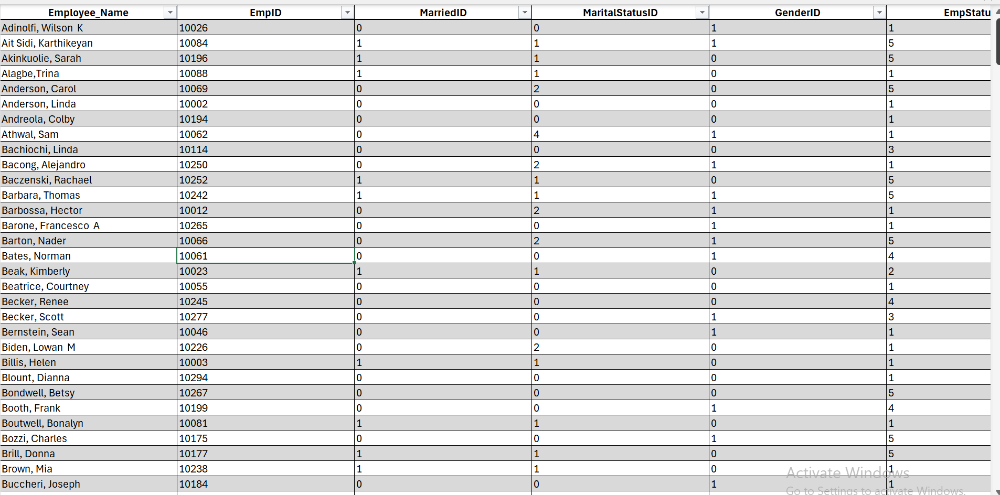 Employee_Name EmpID MarriedID MaritalStatusID GenderID EmpStatu
Adinolfi, Wilson K 10026 0 0 1 1
Ait Sidi, Karthikeyan 10084 1 1 1 5
Akinkuolie, Sarah 10196 1 1 0 5
Alagbe,Trina 10088 1 1 0 1
Anderson, Carol 10069 0 2 0 5
Anderson, Linda 10002 0 0 0 1
Andreola, Colby 10194 0 0 0 1
Athwal, Sam 10062 0 4 1 1
Bachiochi, Linda 10114 0 0 0 3
Bacong, Alejandro 10250 0 2 1 1
Baczenski, Rachael 10252 1 1 0 5
Barbara, Thomas 10242 1 1 1 5
Barbossa, Hector 10012 0 2 1 1
Barone, Francesco A 10265 0 0 1 1
Barton, Nader 10066 0 2 1 5
Bates, Norman 10061 0 0 1 4
Beak, Kimberly 10023 1 1 0 2
Beatrice, Courtney 10055 0 0 0 1
Becker, Renee 10245 0 0 0 4
Becker, Scott 10277 0 0 1 3
Bernstein, Sean 10046 0 0 1 1
Biden, Lowan M 10226 0 2 0 1
Billis, Helen 10003 1 1 0 1
Blount, Dianna 10294 0 0 0 1
Bondwell, Betsy 10267 0 0 0 5
Booth, Frank 10199 0 0 1 4
Boutwell, Bonalyn 10081 1 1 0 1
Bozzi, Charles 10175 0 0 1 5
Brill, Donna 10177 1 1 0 5
Brown, Mia 10238 1 1 0 1
Buccheri, Joseph 10184 0 0 1 1
Activate Windows
Go to Settings to activate Windows.